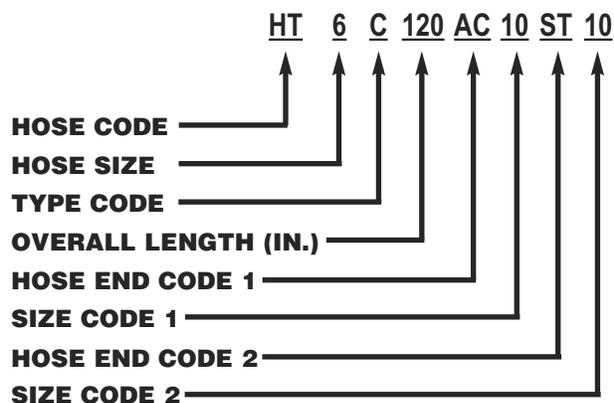 HT 6 C 120 AC 10 ST 10
HOSE CODE
HOSE SIZE
TYPE CODE
OVERALL LENGTH (IN.)
HOSE END CODE 1
SIZE CODE 1
HOSE END CODE 2
SIZE CODE 2